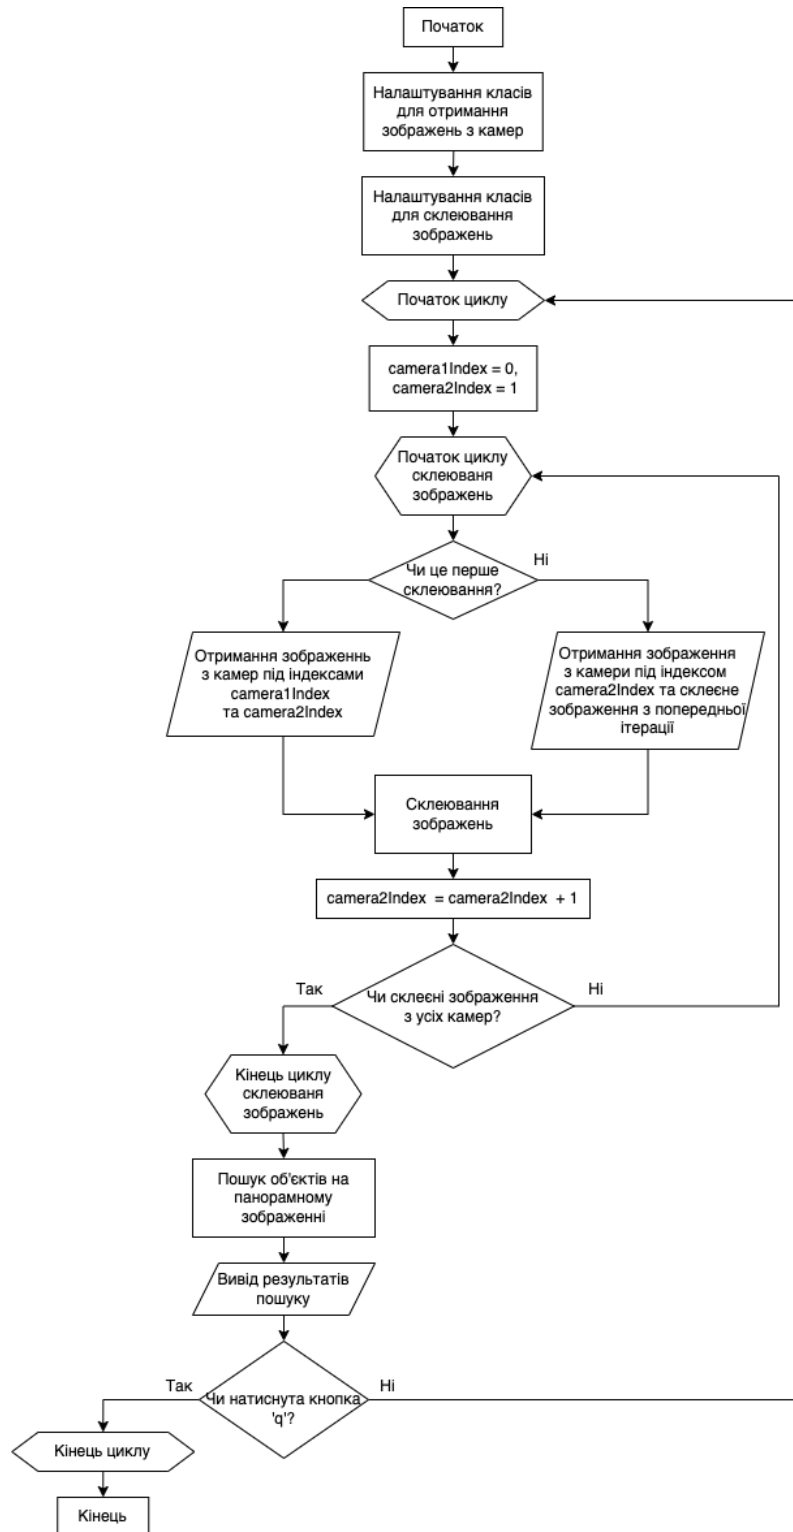 Початок
Налаштування класів
для отримання
зображень з камер
Налаштування класів
для склеювання
зображень
Початок циклу
camera1Index = 0,
camera2Index = 1
Початок циклу
склеюваня
зображень
Чи це перше
склеювання?
Ні
Отримання зображеннь
з камер під індексами
camera1Index
та camera2Index
Отримання зображення
з камери під індексом
camera2Index та склеєне
зображення з попередньої
ітерації
Склеювання
зображень
camera2Index = camera2Index + 1
Так
Чи склеєні зображення
з усіх камер?
Ні
Кінець циклу
склеюваня
зображень
Пошук об'єктів на
панорамному
зображенні
Вивід результатів
пошуку
Так
Чи натиснута кнопка
'q'?
Ні
Кінець циклу
Кінець